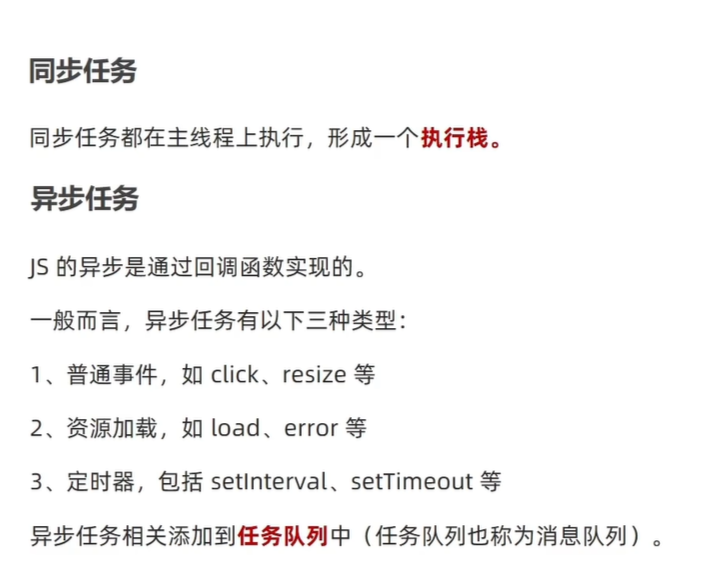 同步任务
同步任务都在主线程上执行，形成一个执行栈。
异步任务
JS 的异步是通过回调函数实现的。
一般而言，异步任务有以下三种类型：
1、普通事件，如 click、resize 等
2、资源加载，如 load、error 等
3、定时器，包括 setInterval、setTimeout 等
异步任务相关添加到任务队列中（任务队列也称为消息队列）。